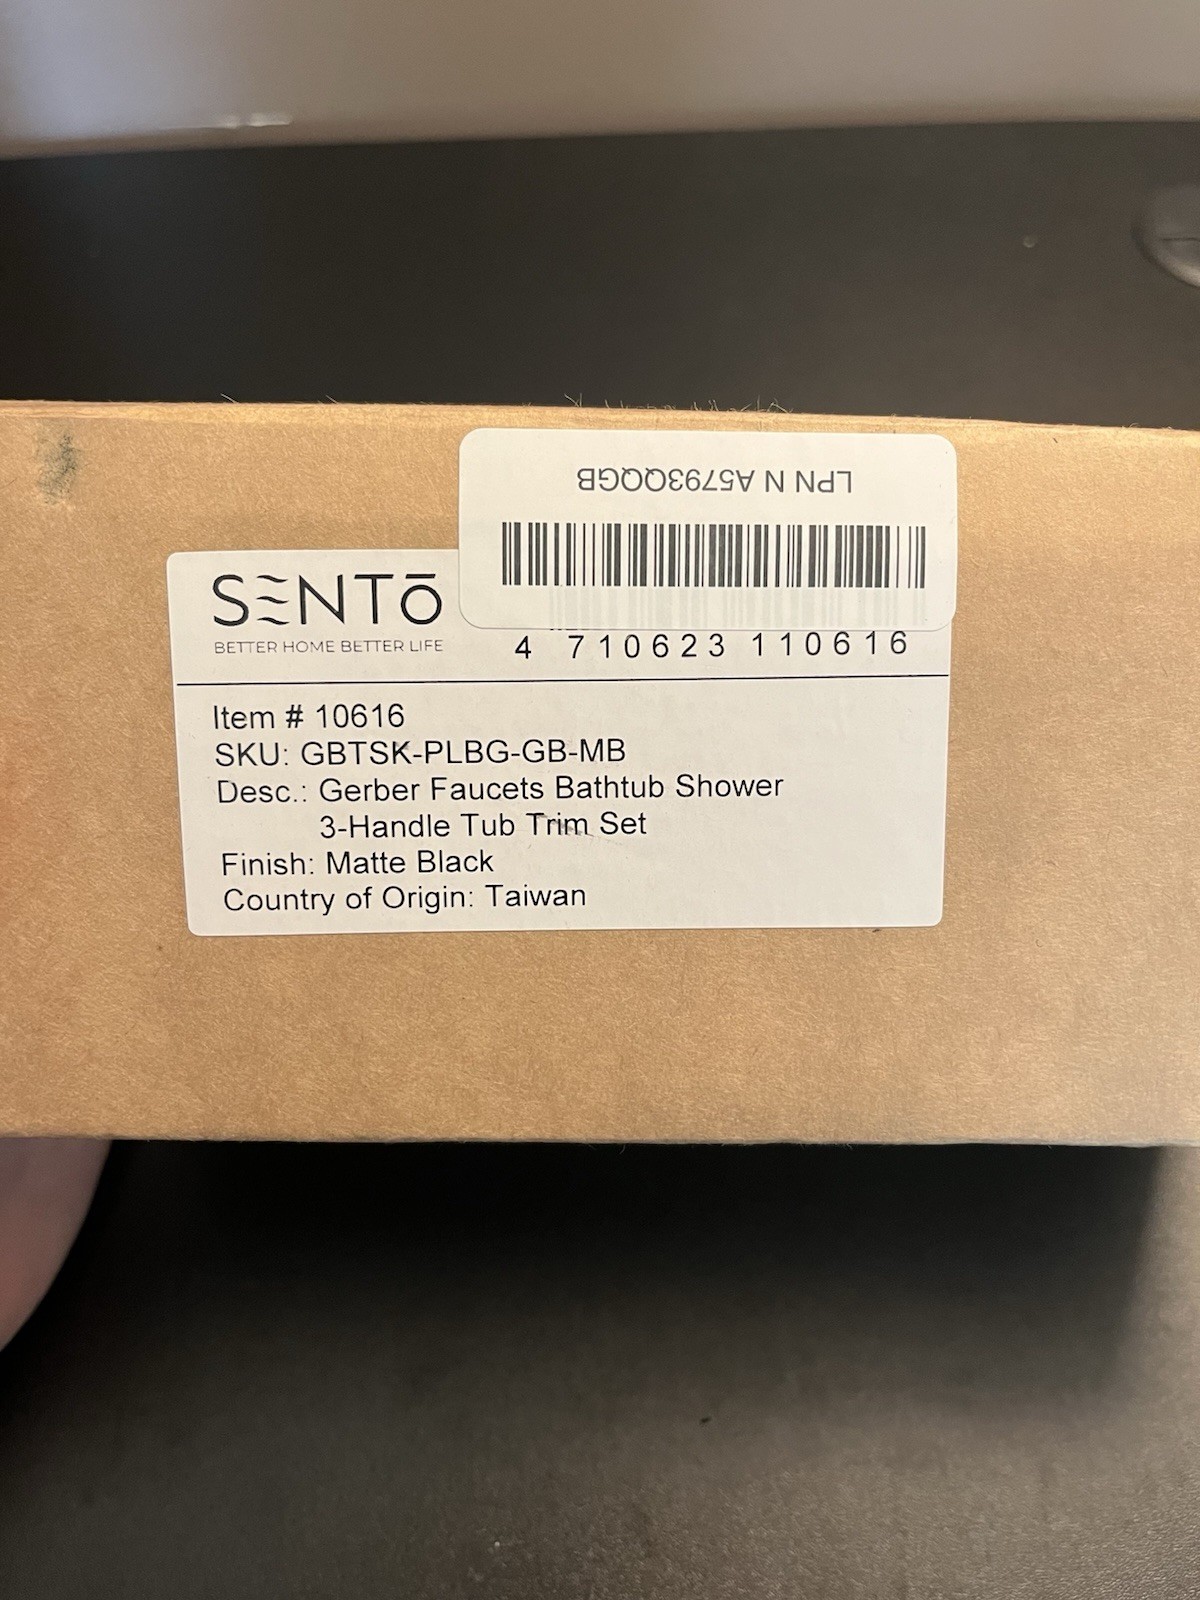 LPN N A5793QQGB
SENTō
BETTER HOME BETTER LIFE
4 710623 110616
Item # 10616
SKU: GBTSK-PLBG-GB-MB
Desc.: Gerber Faucets Bathtub Shower
3-Handle Tub Trim Set
Finish: Matte Black
Country of Origin: Taiwan